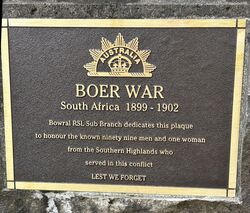 AUSTRALIA
BOER WAR
South Africa 1899 - 1902
Bowral RSL Sub Branch dedicates this plaque
to honour the known ninety nine men and one woman
from the Southern Highlands who
served in this conflict
LEST WE FORGET